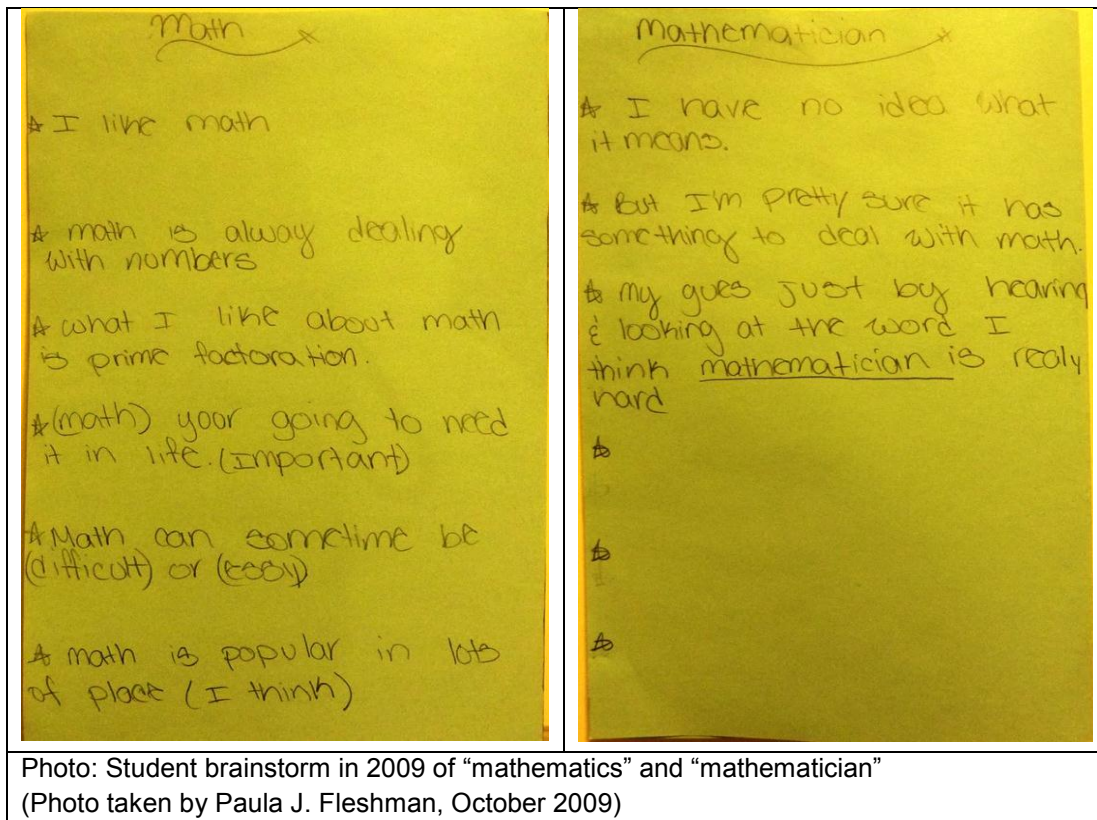 Math
☆ I like math
☆ math is alway dealing
with numbers
☆ what I like about math
is prime factoration.
☆ (math) your going to need
it in life. (Important)
☆ Math can sometime be
(difficult) or (easy)
☆ math is popular in lots
of place (I think)
Mathematician
☆ I have no idea what
it means.
☆ But I'm pretty sure it has
something to deal with math.
☆ my gues just by hearing
& looking at the word I
think mathematician is realy
hard
☆
☆
☆
Photo: Student brainstorm in 2009 of “mathematics” and “mathematician”
(Photo taken by Paula J. Fleshman, October 2009)